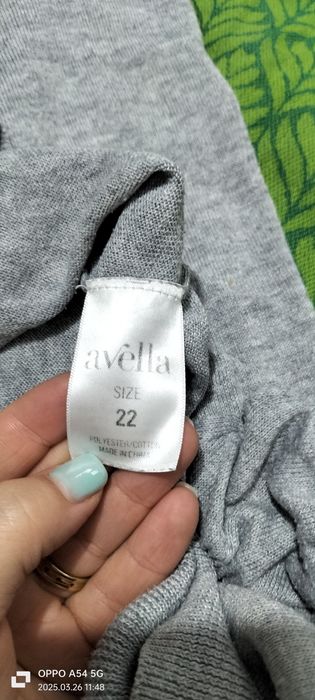 avella
SIZE
22
POLYESTER/COTTON
MADE IN CHINA
OPPO A54 5G
2025.03.26 11:48